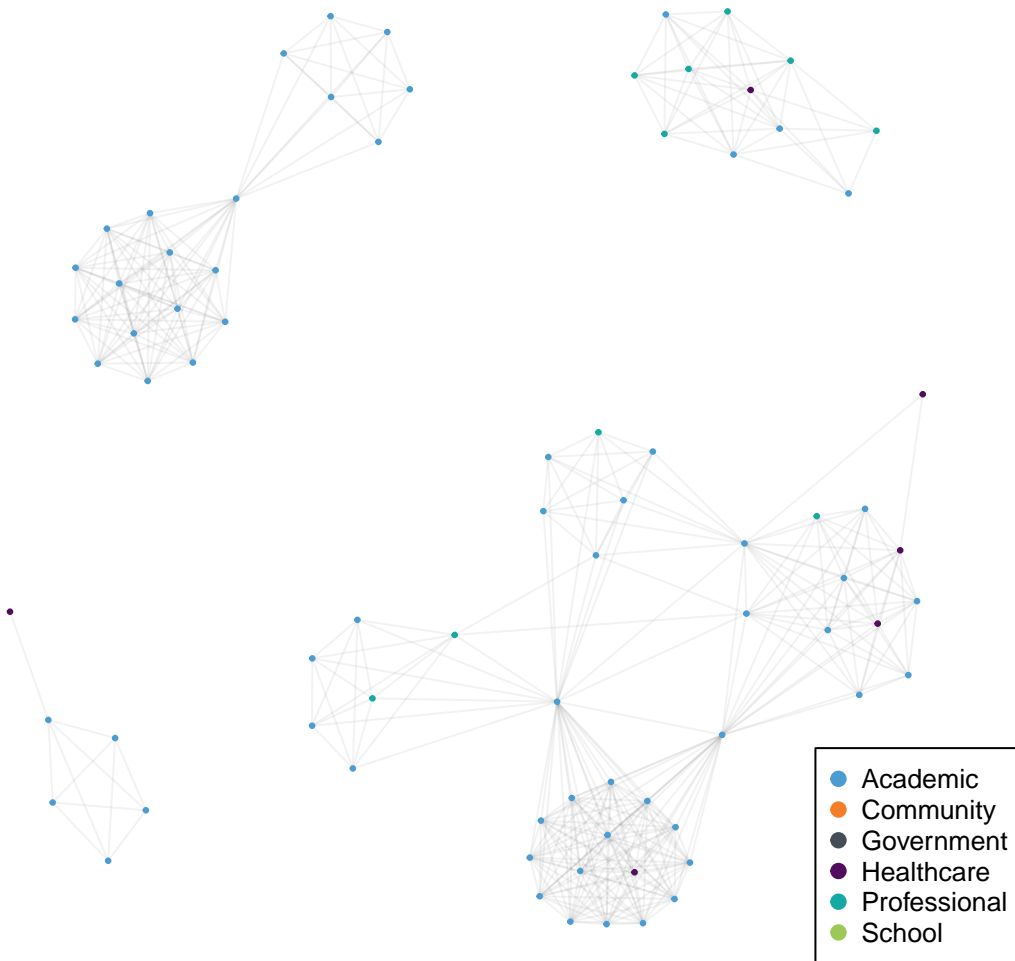 Academic
Community
Government
Healthcare
Professional
School